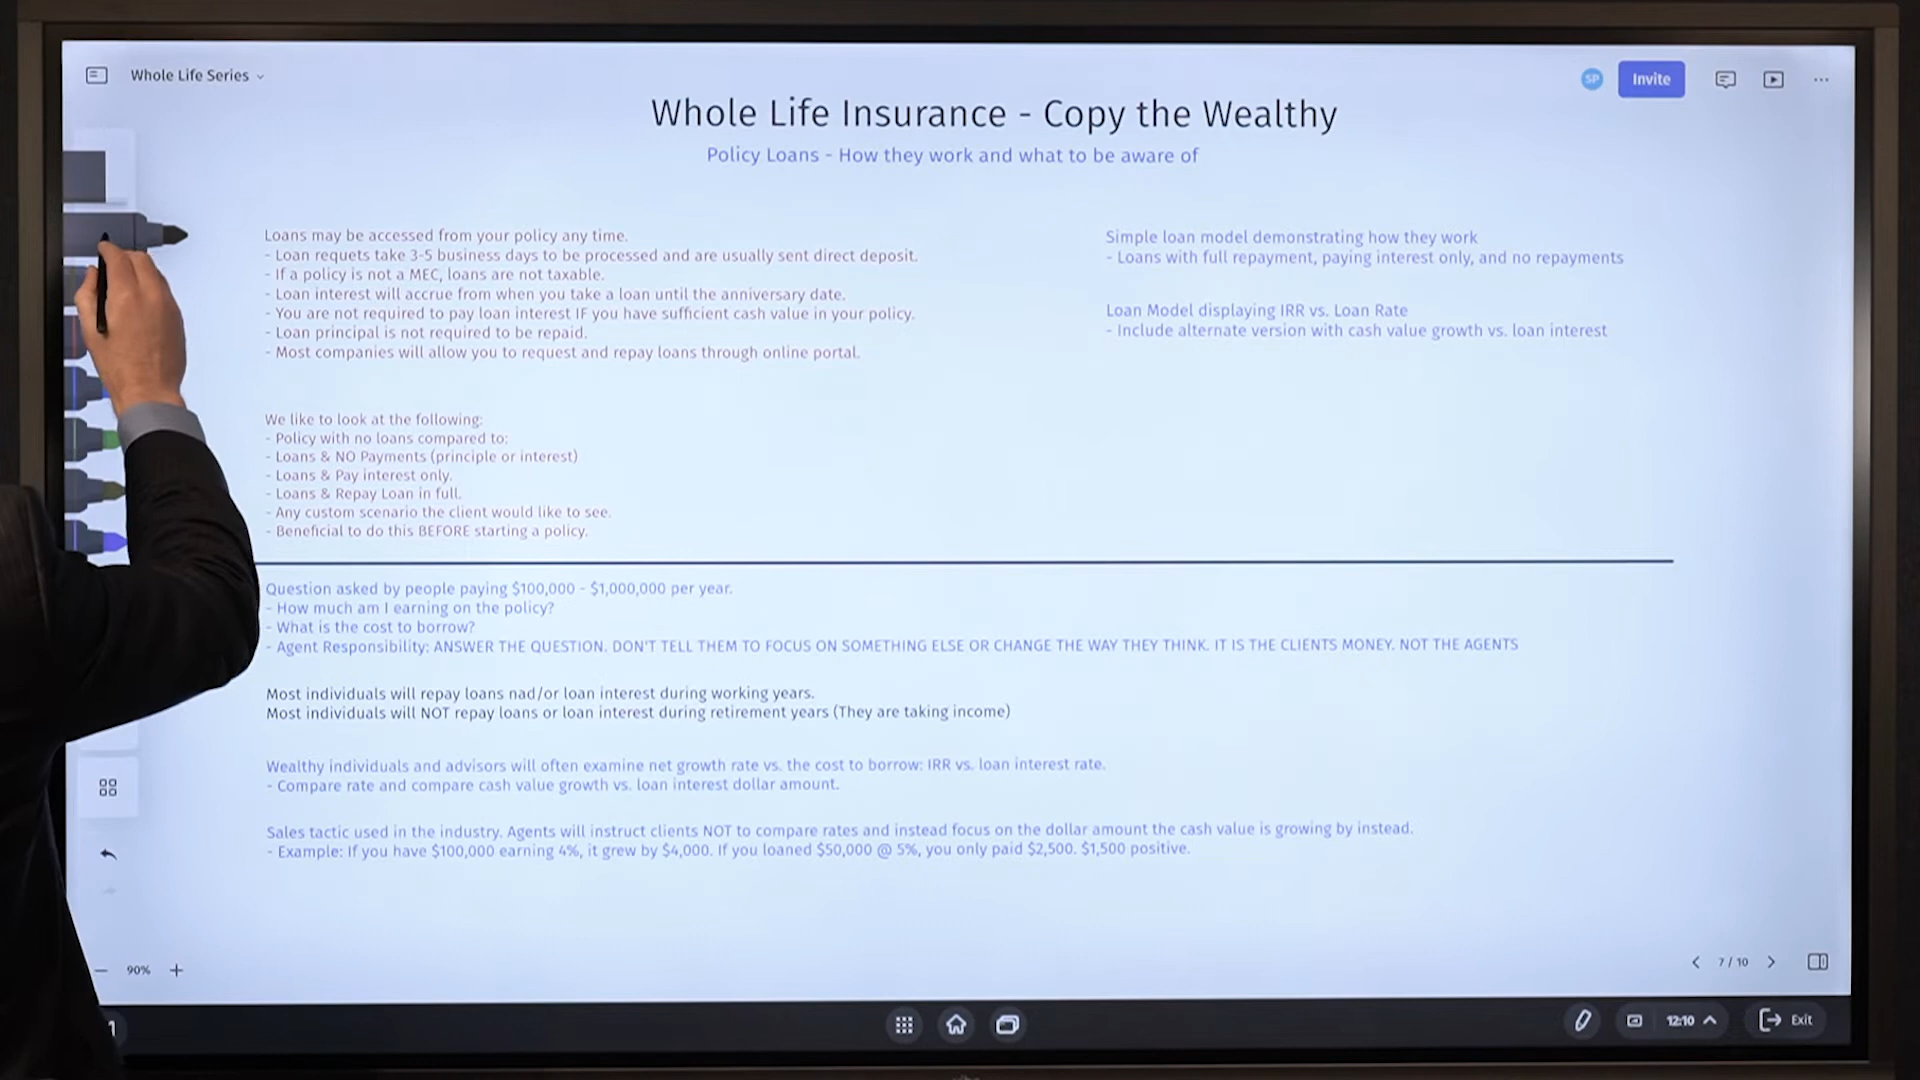 Whole Life Series
SP
Invite
Whole Life Insurance - Copy the Wealthy
Policy Loans - How they work and what to be aware of
Loans may be accessed from your policy any time.
- Loan requets take 3-5 business days to be processed and are usually sent direct deposit.
- If a policy is not a MEC, loans are not taxable.
- Loan interest will accrue from when you take a loan until the anniversary date.
- You are not required to pay loan interest IF you have sufficient cash value in your policy.
- Loan principal is not required to be repaid.
- Most companies will allow you to request and repay loans through online portal.
Simple loan model demonstrating how they work
- Loans with full repayment, paying interest only, and no repayments
Loan Model displaying IRR vs. Loan Rate
- Include alternate version with cash value growth vs. loan interest
We like to look at the following:
- Policy with no loans compared to:
- Loans & NO Payments (principle or interest)
- Loans & Pay interest only.
- Loans & Repay Loan in full.
- Any custom scenario the client would like to see.
- Beneficial to do this BEFORE starting a policy.
Question asked by people paying $100,000 - $1,000,000 per year.
- How much am I earning on the policy?
- What is the cost to borrow?
- Agent Responsibility: ANSWER THE QUESTION. DON'T TELL THEM TO FOCUS ON SOMETHING ELSE OR CHANGE THE WAY THEY THINK. IT IS THE CLIENTS MONEY. NOT THE AGENTS
Most individuals will repay loans nad/or loan interest during working years.
Most individuals will NOT repay loans or loan interest during retirement years (They are taking income)
Wealthy individuals and advisors will often examine net growth rate vs. the cost to borrow: IRR vs. loan interest rate.
- Compare rate and compare cash value growth vs. loan interest dollar amount.
Sales tactic used in the industry. Agents will instruct clients NOT to compare rates and instead focus on the dollar amount the cash value is growing by instead.
- Example: If you have $100,000 earning 4%, it grew by $4,000. If you loaned $50,000 @ 5%, you only paid $2,500. $1,500 positive.
90%
7 / 10
12:10
Exit